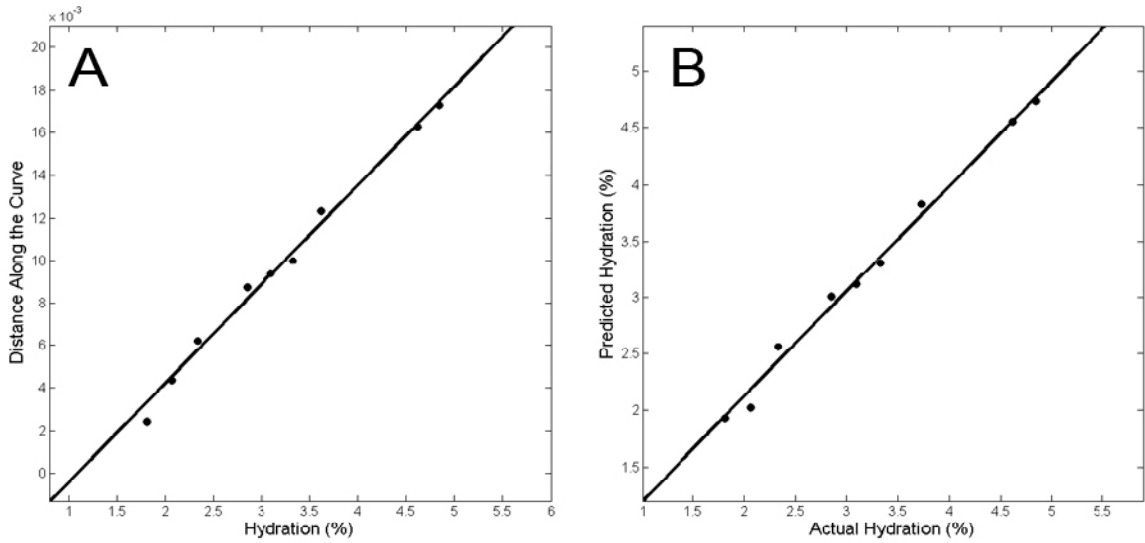 × 10⁻³
A
20
18
16
14
12
10
8
6
4
2
0
Distance Along the Curve
1 1.5 2 2.5 3 3.5 4 4.5 5 5.5 6
Hydration (%)
B
5
4.5
4
3.5
3
2.5
2
1.5
Predicted Hydration (%)
1 1.5 2 2.5 3 3.5 4 4.5 5 5.5
Actual Hydration (%)